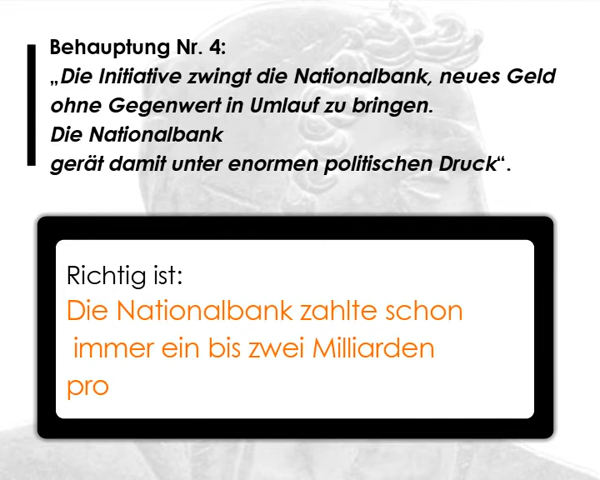 Behauptung Nr. 4:
„Die Initiative zwingt die Nationalbank, neues Geld
ohne Gegenwert in Umlauf zu bringen.
Die Nationalbank
gerät damit unter enormen politischen Druck“.
Richtig ist:
Die Nationalbank zahlte schon
immer ein bis zwei Milliarden
pro